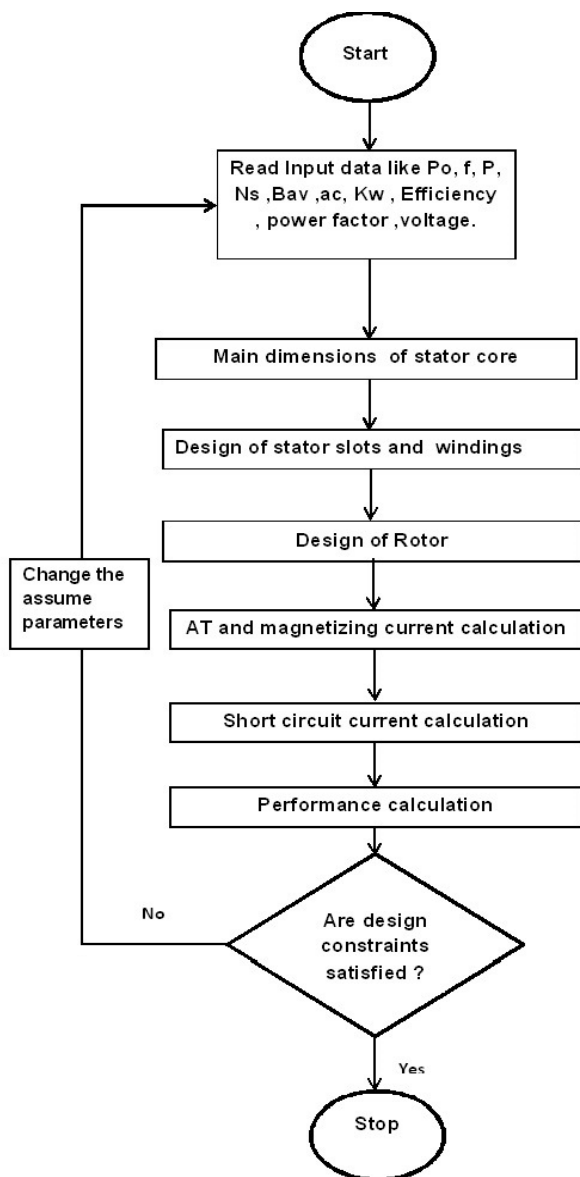 Start
Read Input data like Po, f, P,
Ns ,Bav ,ac, Kw , Efficiency
, power factor ,voltage.
Main dimensions of stator core
Design of stator slots and windings
Design of Rotor
Change the
assume
parameters
AT and magnetizing current calculation
Short circuit current calculation
Performance calculation
No
Are design
constraints
satisfied ?
Yes
Stop